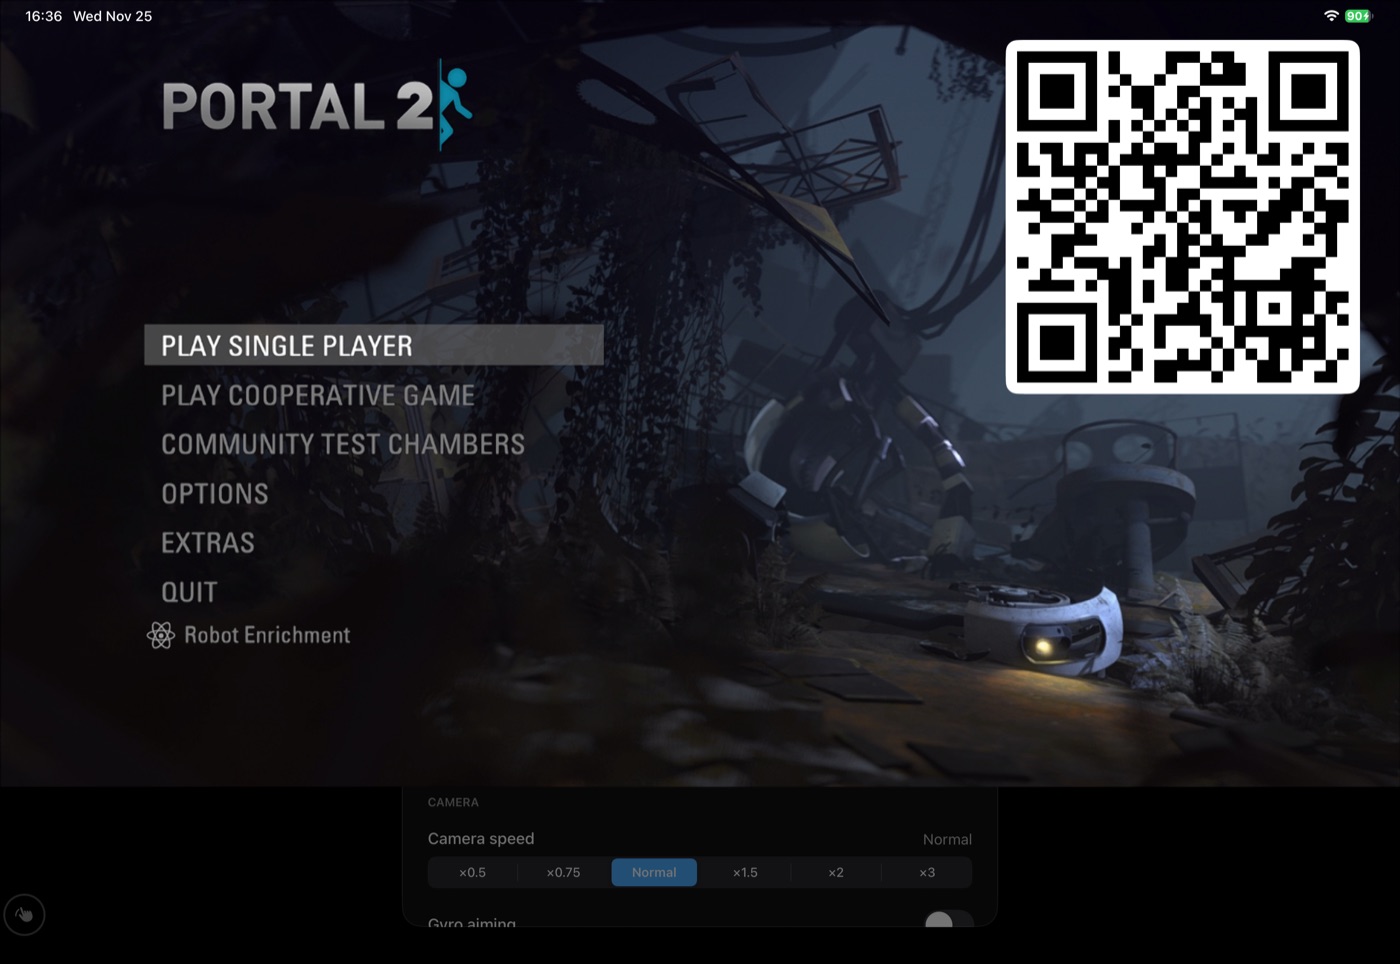 16:36 Wed Nov 25
90
PORTAL 2
PLAY SINGLE PLAYER
PLAY COOPERATIVE GAME
COMMUNITY TEST CHAMBERS
OPTIONS
EXTRAS
QUIT
Robot Enrichment
CAMERA
Camera speed Normal
×0.5 ×0.75 Normal ×1.5 ×2 ×3
Gyro aiming